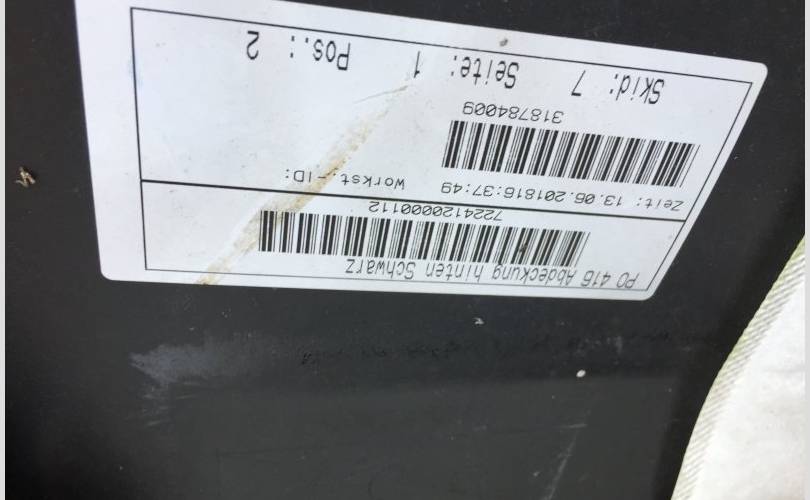 PO 416 Abdeckung hinten Schwarz
7224120000112
Zeit: 13.06.201816:37:49 Workst.-ID:
318784009
Skid: 7 Seite: 1 Pos.: 2